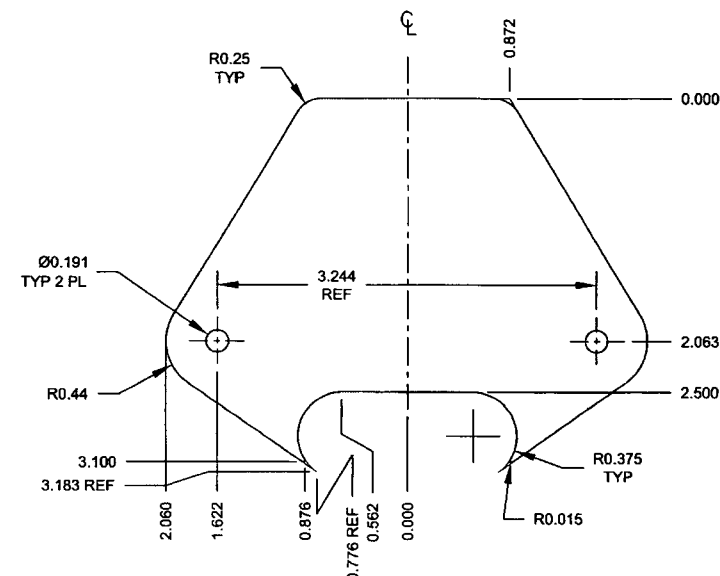 ℄
0.872
R0.25
TYP
0.000
Ø0.191
TYP 2 PL
3.244
REF
2.063
R0.44
2.500
3.100
3.183 REF
R0.375
TYP
R0.015
2.060
1.622
0.876
0.776 REF
0.562
0.000